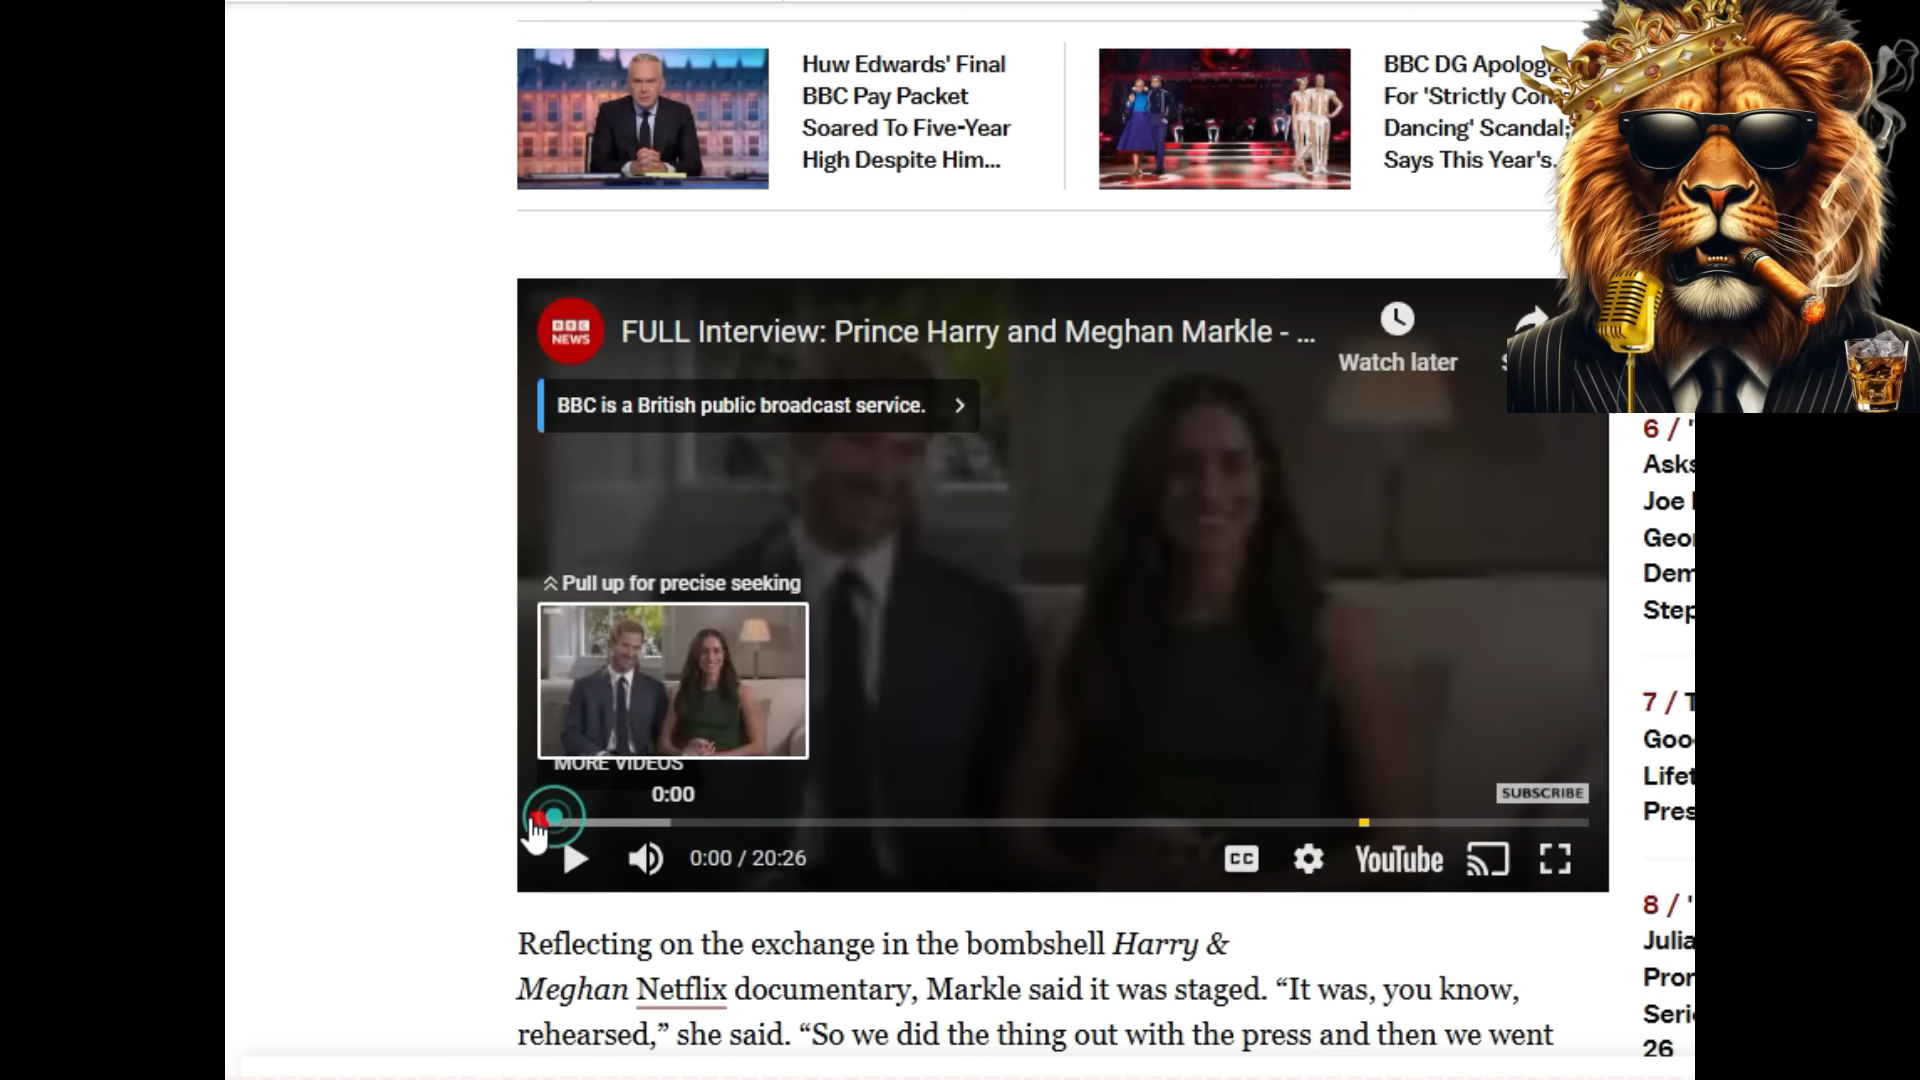 Huw Edwards' Final
BBC Pay Packet
Soared To Five-Year
High Despite Him...
BBC DG Apolog
For 'Strictly Com
Dancing' Scandal;
Says This Year's.
BBC
NEWS
FULL Interview: Prince Harry and Meghan Markle - ...
Watch later
BBC is a British public broadcast service.
Pull up for precise seeking
MORE VIDEOS
0:00
SUBSCRIBE
0:00 / 20:26
CC
YouTube
Reflecting on the exchange in the bombshell Harry &
Meghan Netflix documentary, Markle said it was staged. “It was, you know,
rehearsed,” she said. “So we did the thing out with the press and then we went
6 / '
Asks
Joe
Geor
Dem
Step
7 / T
Goo
Lifet
Pres
8 / '
Julia
Pror
Seri
26